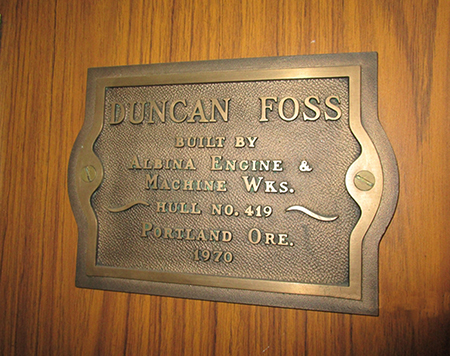 DUNCAN FOSS
BUILT BY
ALBINA ENGINE &
MACHINE WKS.
HULL NO. 419
PORTLAND ORE.
1970